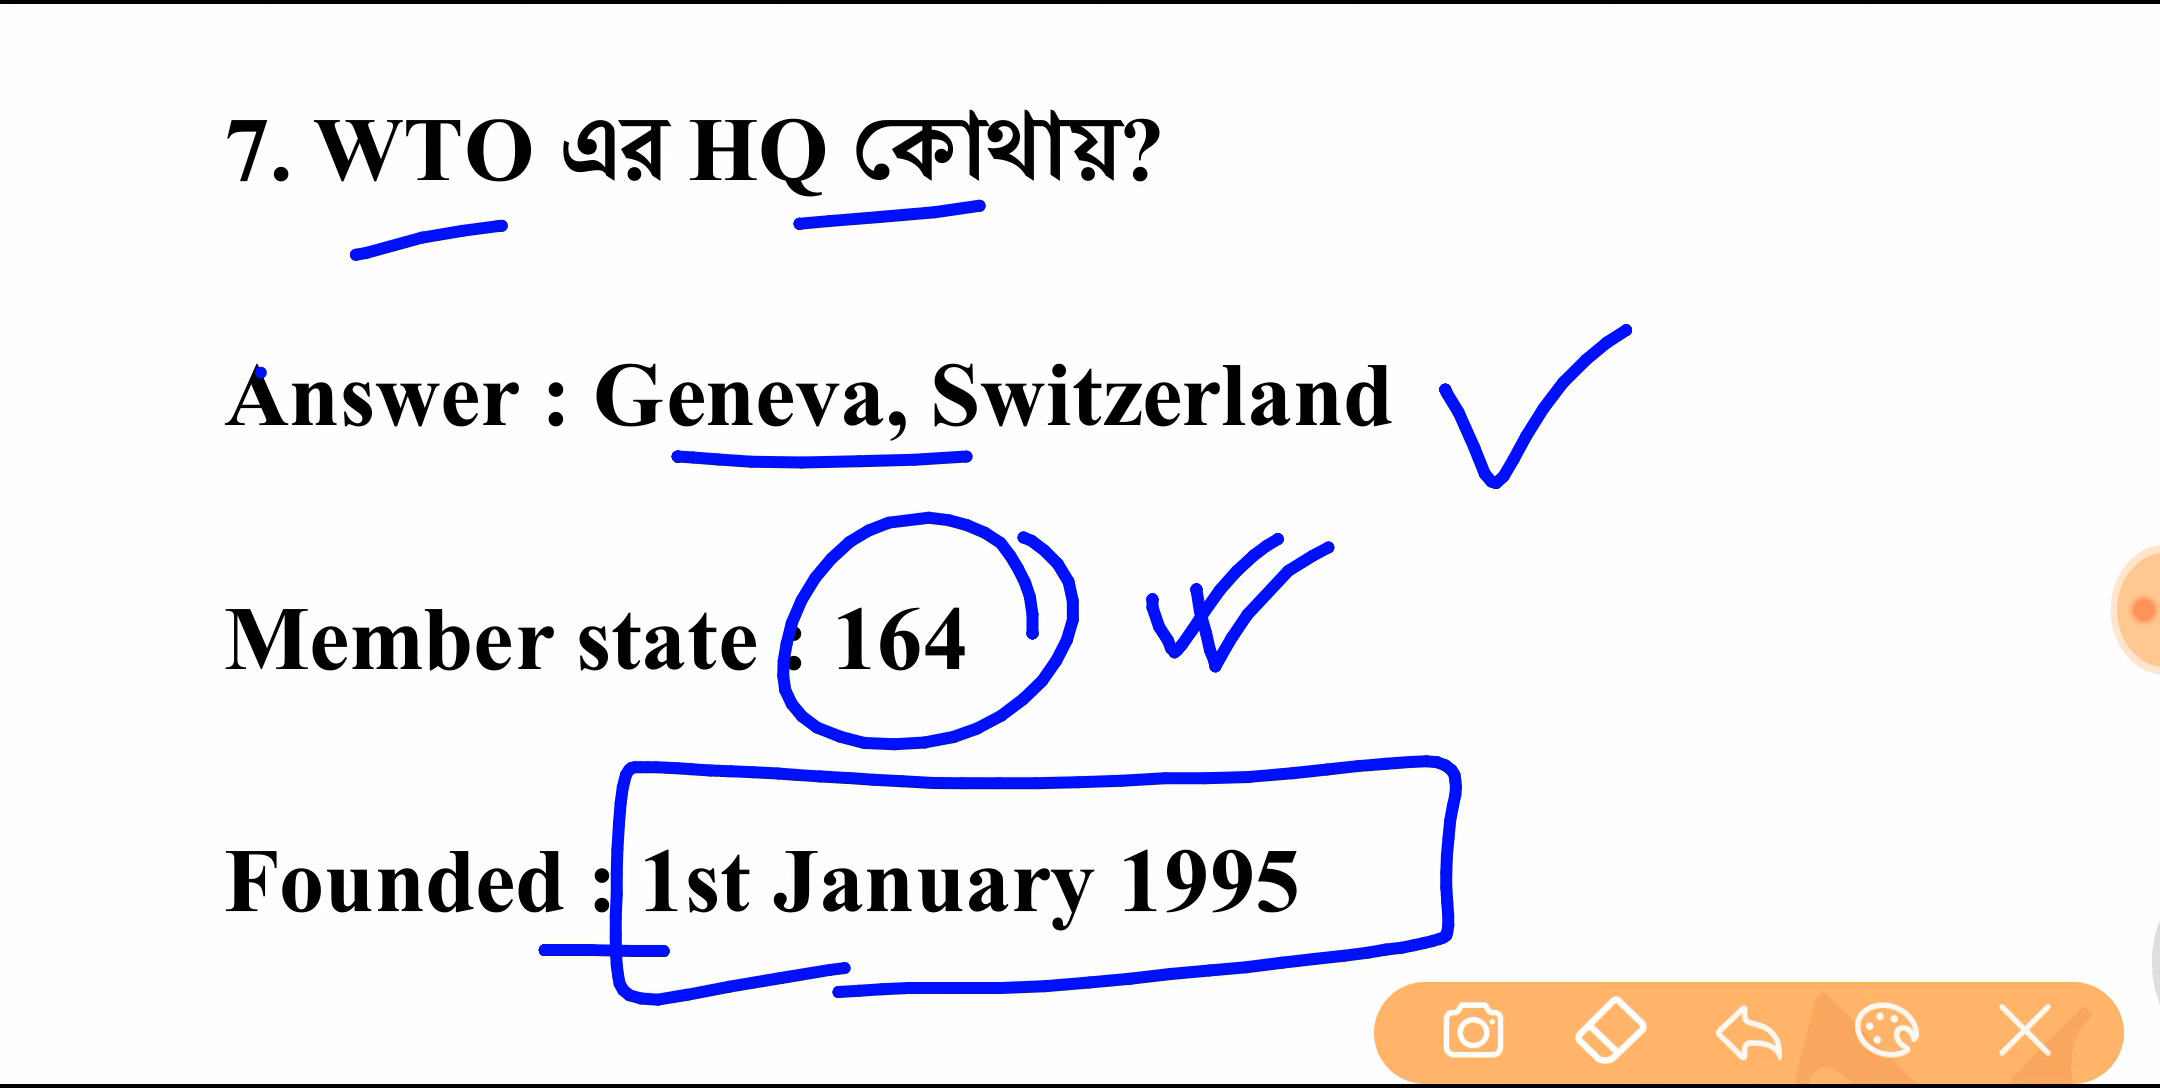 7. WTO এর HQ কোথায়?
Answer : Geneva, Switzerland
Member state : 164
Founded : 1st January 1995